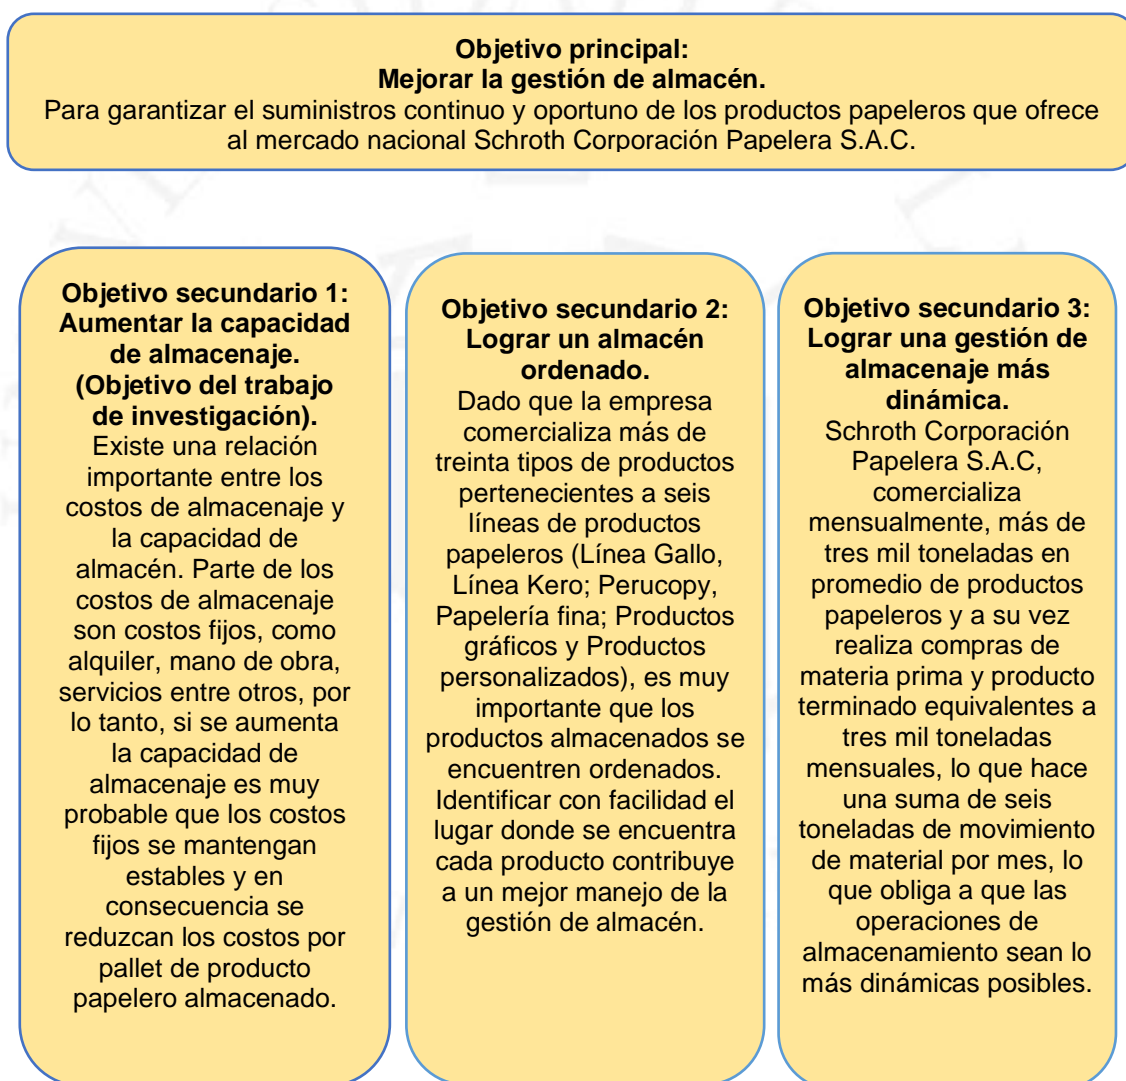 Objetivo principal:
Mejorar la gestión de almacén.
Para garantizar el suministros continuo y oportuno de los productos papeleros que ofrece
al mercado nacional Schroth Corporación Papelera S.A.C.
Objetivo secundario 1:
Aumentar la capacidad
de almacenaje.
(Objetivo del trabajo
de investigación).
Existe una relación
importante entre los
costos de almacenaje y
la capacidad de
almacén. Parte de los
costos de almacenaje
son costos fijos, como
alquiler, mano de obra,
servicios entre otros, por
lo tanto, si se aumenta
la capacidad de
almacenaje es muy
probable que los costos
fijos se mantengan
estables y en
consecuencia se
reduzcan los costos por
pallet de producto
papelero almacenado.
Objetivo secundario 2:
Lograr un almacén
ordenado.
Dado que la empresa
comercializa más de
treinta tipos de productos
pertenecientes a seis
líneas de productos
papeleros (Línea Gallo,
Línea Kero; Perucopy,
Papelería fina; Productos
gráficos y Productos
personalizados), es muy
importante que los
productos almacenados se
encuentren ordenados.
Identificar con facilidad el
lugar donde se encuentra
cada producto contribuye
a un mejor manejo de la
gestión de almacén.
Objetivo secundario 3:
Lograr una gestión de
almacenaje más
dinámica.
Schroth Corporación
Papelera S.A.C,
comercializa
mensualmente, más de
tres mil toneladas en
promedio de productos
papeleros y a su vez
realiza compras de
materia prima y producto
terminado equivalentes a
tres mil toneladas
mensuales, lo que hace
una suma de seis
toneladas de movimiento
de material por mes, lo
que obliga a que las
operaciones de
almacenamiento sean lo
más dinámicas posibles.